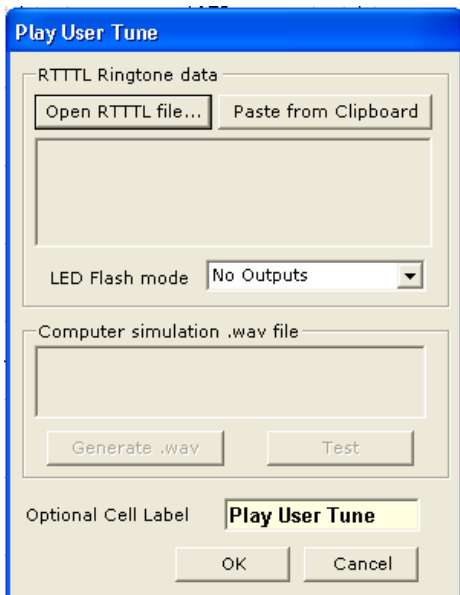 Play User Tune
RTTTL Ringtone data
Open RTTTL file... Paste from Clipboard
LED Flash mode No Outputs
Computer simulation .wav file
Generate .wav Test
Optional Cell Label Play User Tune
OK Cancel